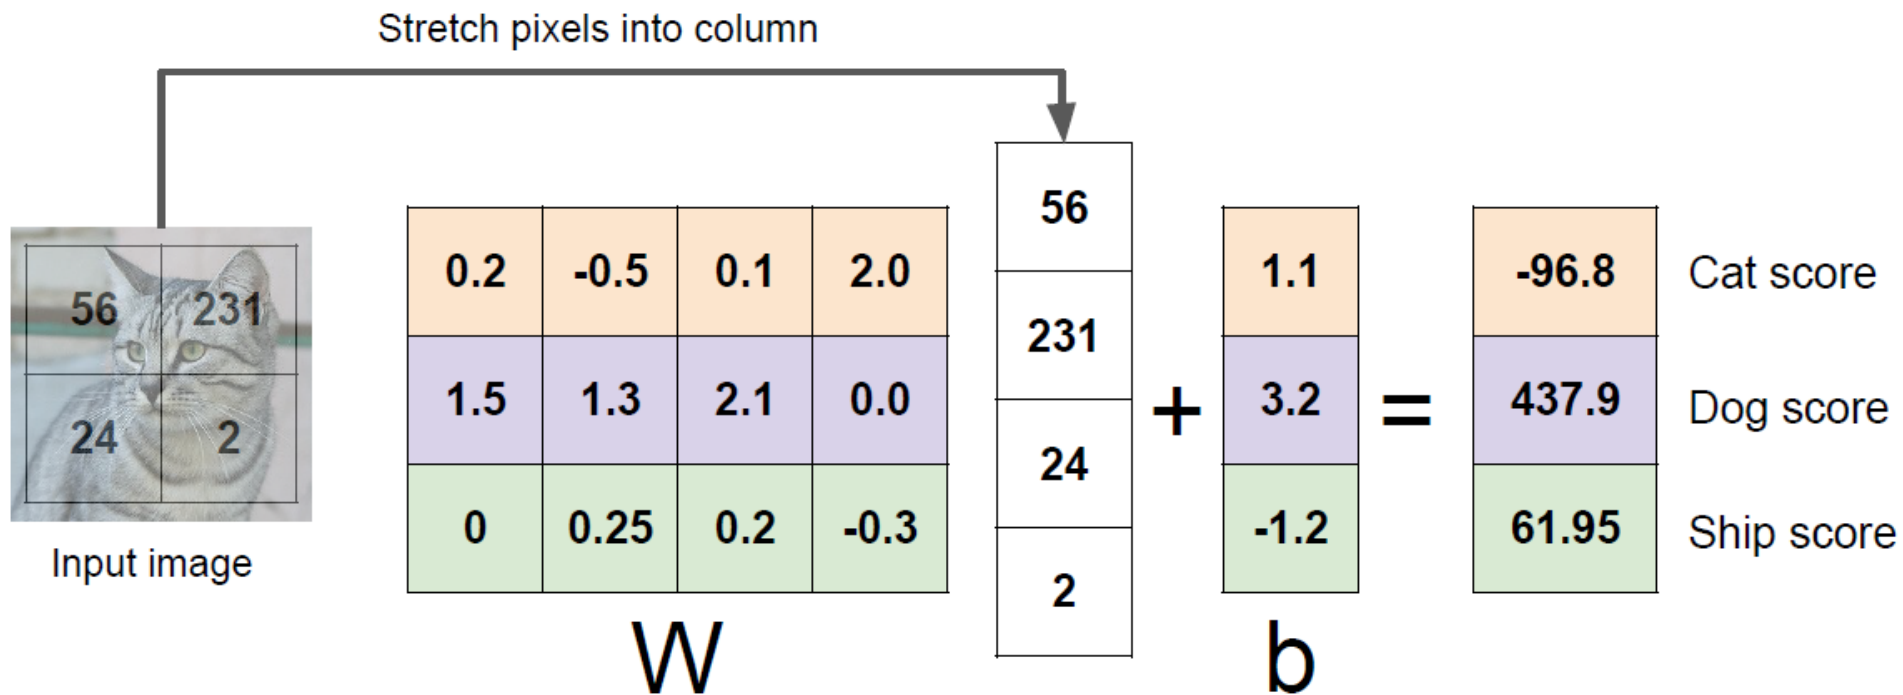 Stretch pixels into column
56 231
24 2
Input image
0.2 -0.5 0.1 2.0
1.5 1.3 2.1 0.0
0 0.25 0.2 -0.3
W
56
231
24
2
+
1.1
3.2
-1.2
b
=
-96.8 Cat score
437.9 Dog score
61.95 Ship score